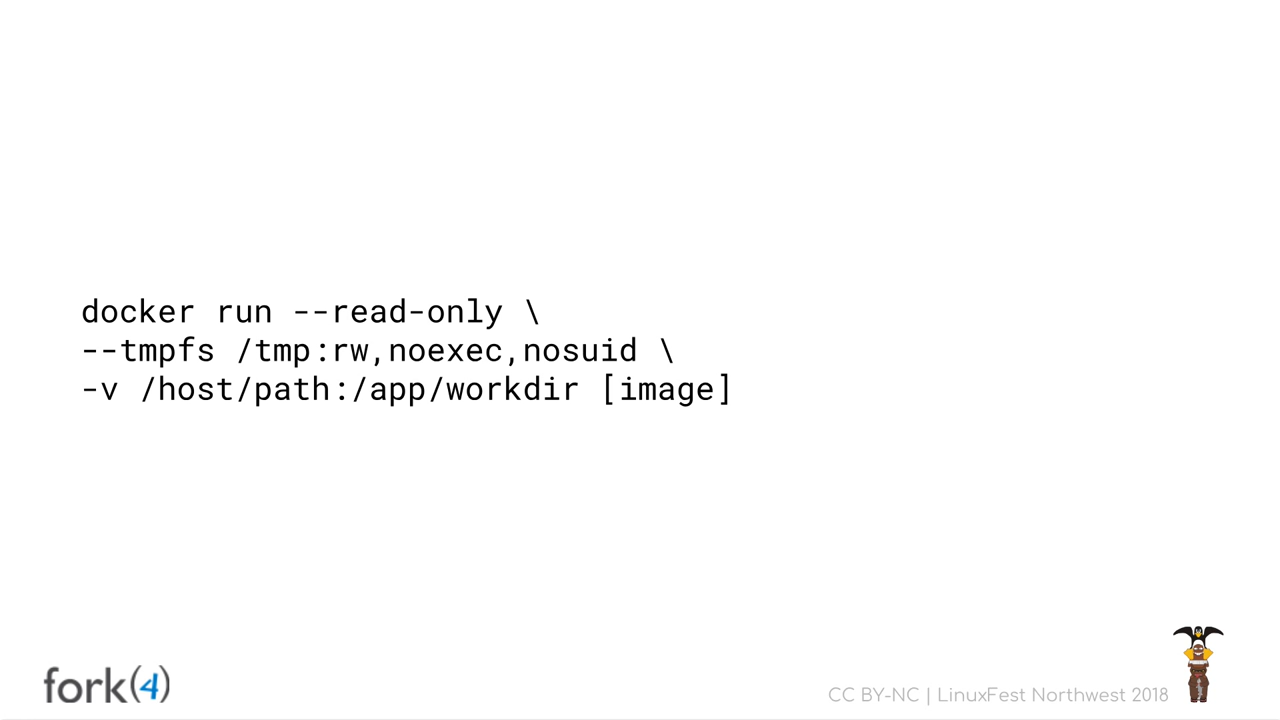 docker run --read-only \
--tmpfs /tmp:rw,noexec,nosuid \
-v /host/path:/app/workdir [image]
fork(4)
CC BY-NC | LinuxFest Northwest 2018